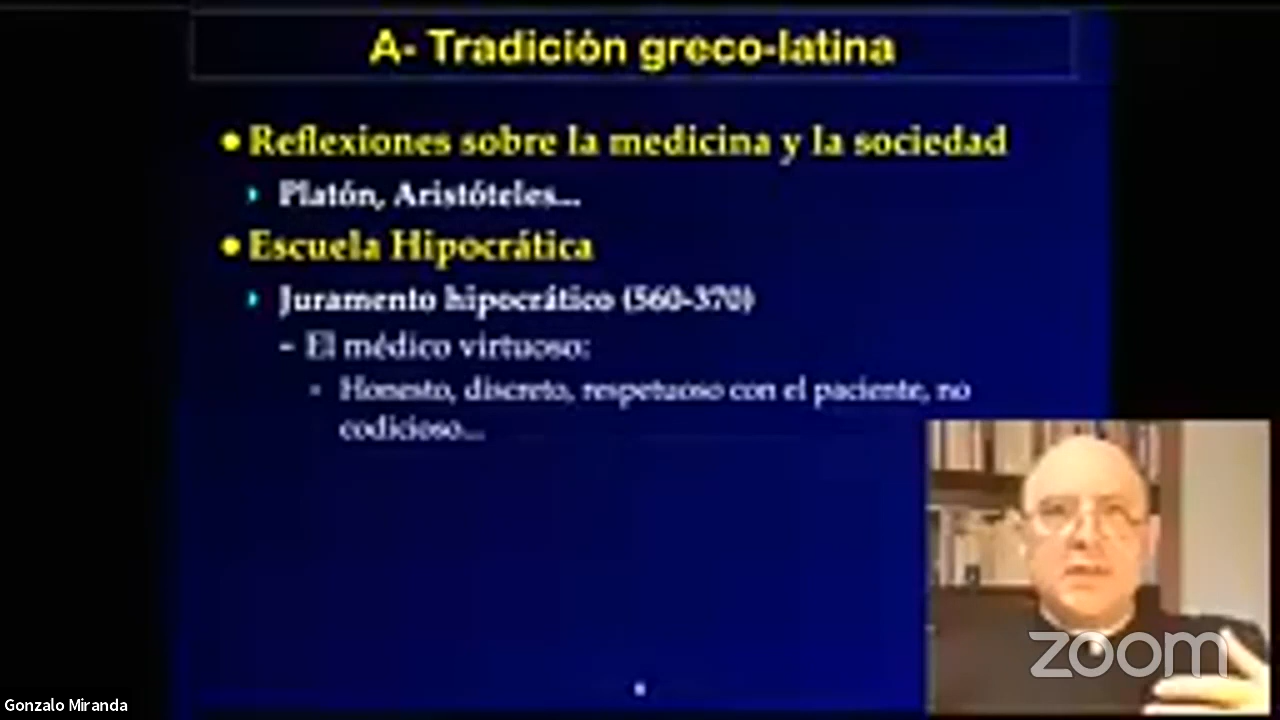 A- Tradición greco-latina
Reflexiones sobre la medicina y la sociedad
Platón, Aristóteles...
Escuela Hipocrática
Juramento hipocrático (560-370)
- El médico virtuoso:
Honesto, discreto, respetuoso con el paciente, no
codicioso...
zoom
Gonzalo Miranda